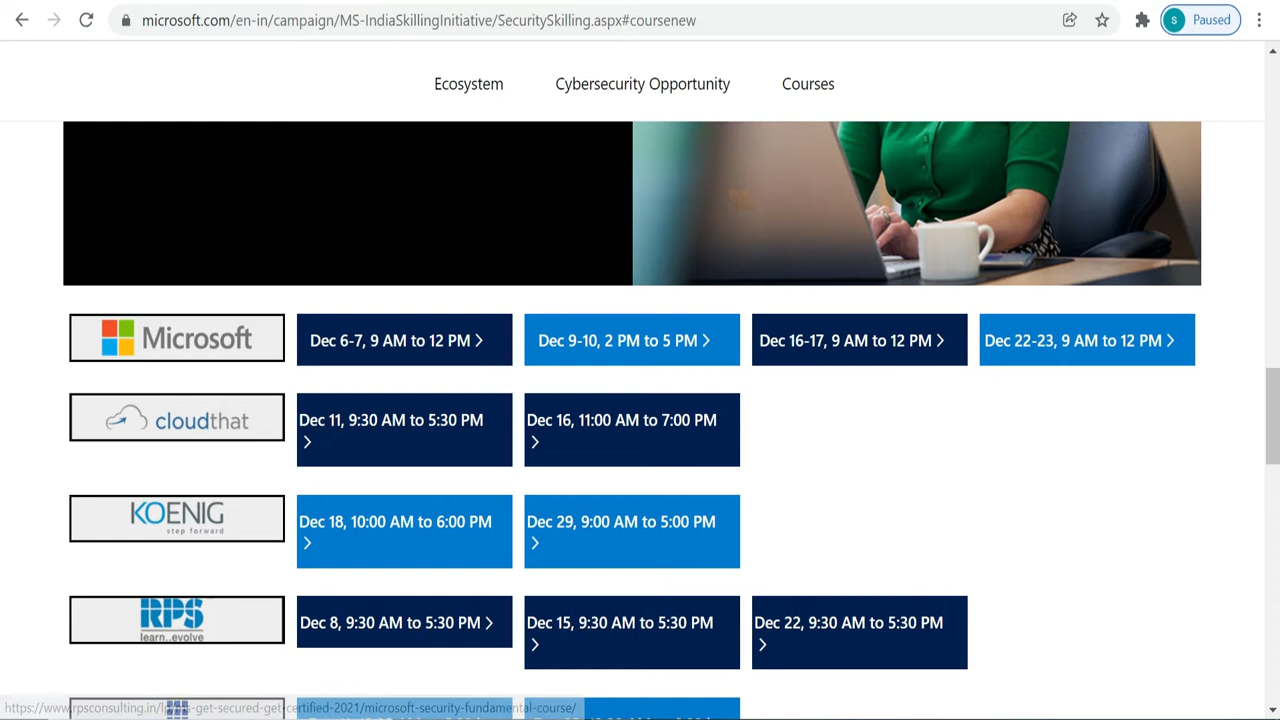 microsoft.com/en-in/campaign/MS-IndiaSkillingInitiative/SecuritySkilling.aspx#coursenew
S
Paused
Ecosystem
Cybersecurity Opportunity
Courses
Microsoft
Dec 6-7, 9 AM to 12 PM
Dec 9-10, 2 PM to 5 PM
Dec 16-17, 9 AM to 12 PM
Dec 22-23, 9 AM to 12 PM
cloudthat
Dec 11, 9:30 AM to 5:30 PM
Dec 16, 11:00 AM to 7:00 PM
KOENIG
step forward
Dec 18, 10:00 AM to 6:00 PM
Dec 29, 9:00 AM to 5:00 PM
RPS
learn..evolve
Dec 8, 9:30 AM to 5:30 PM
Dec 15, 9:30 AM to 5:30 PM
Dec 22, 9:30 AM to 5:30 PM